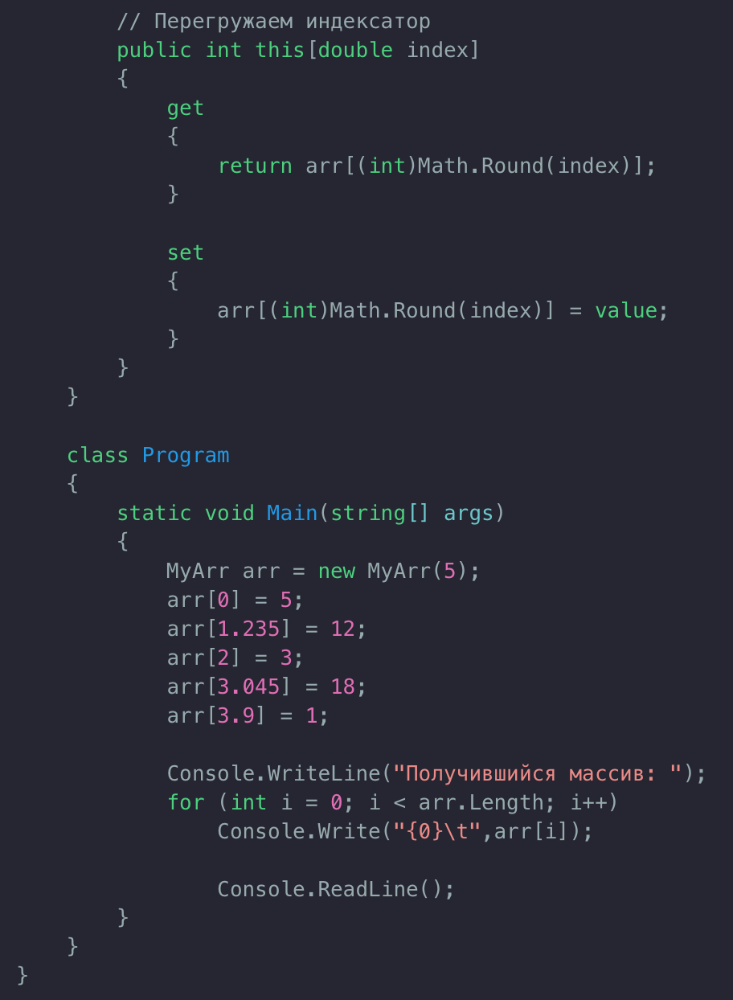 // Перегружаем индексатор
public int this[double index]
{
get
{
return arr[(int)Math.Round(index)];
}
set
{
arr[(int)Math.Round(index)] = value;
}
}
}
class Program
{
static void Main(string[] args)
{
MyArr arr = new MyArr(5);
arr[0] = 5;
arr[1.235] = 12;
arr[2] = 3;
arr[3.045] = 18;
arr[3.9] = 1;
Console.WriteLine("Получившийся массив: ");
for (int i = 0; i < arr.Length; i++)
Console.Write("{0}\t",arr[i]);
Console.ReadLine();
}
}
}